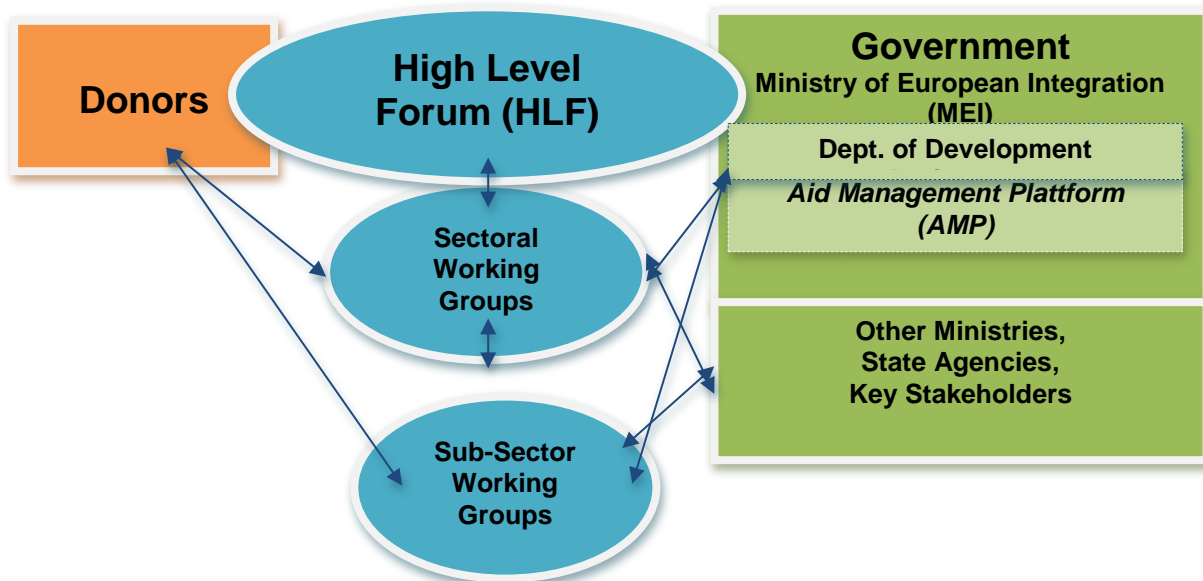 Donors
High Level
Forum (HLF)
Government
Ministry of European Integration
(MEI)
Dept. of Development
Aid Management Plattform
(AMP)
Sectoral
Working
Groups
Other Ministries,
State Agencies,
Key Stakeholders
Sub-Sector
Working
Groups